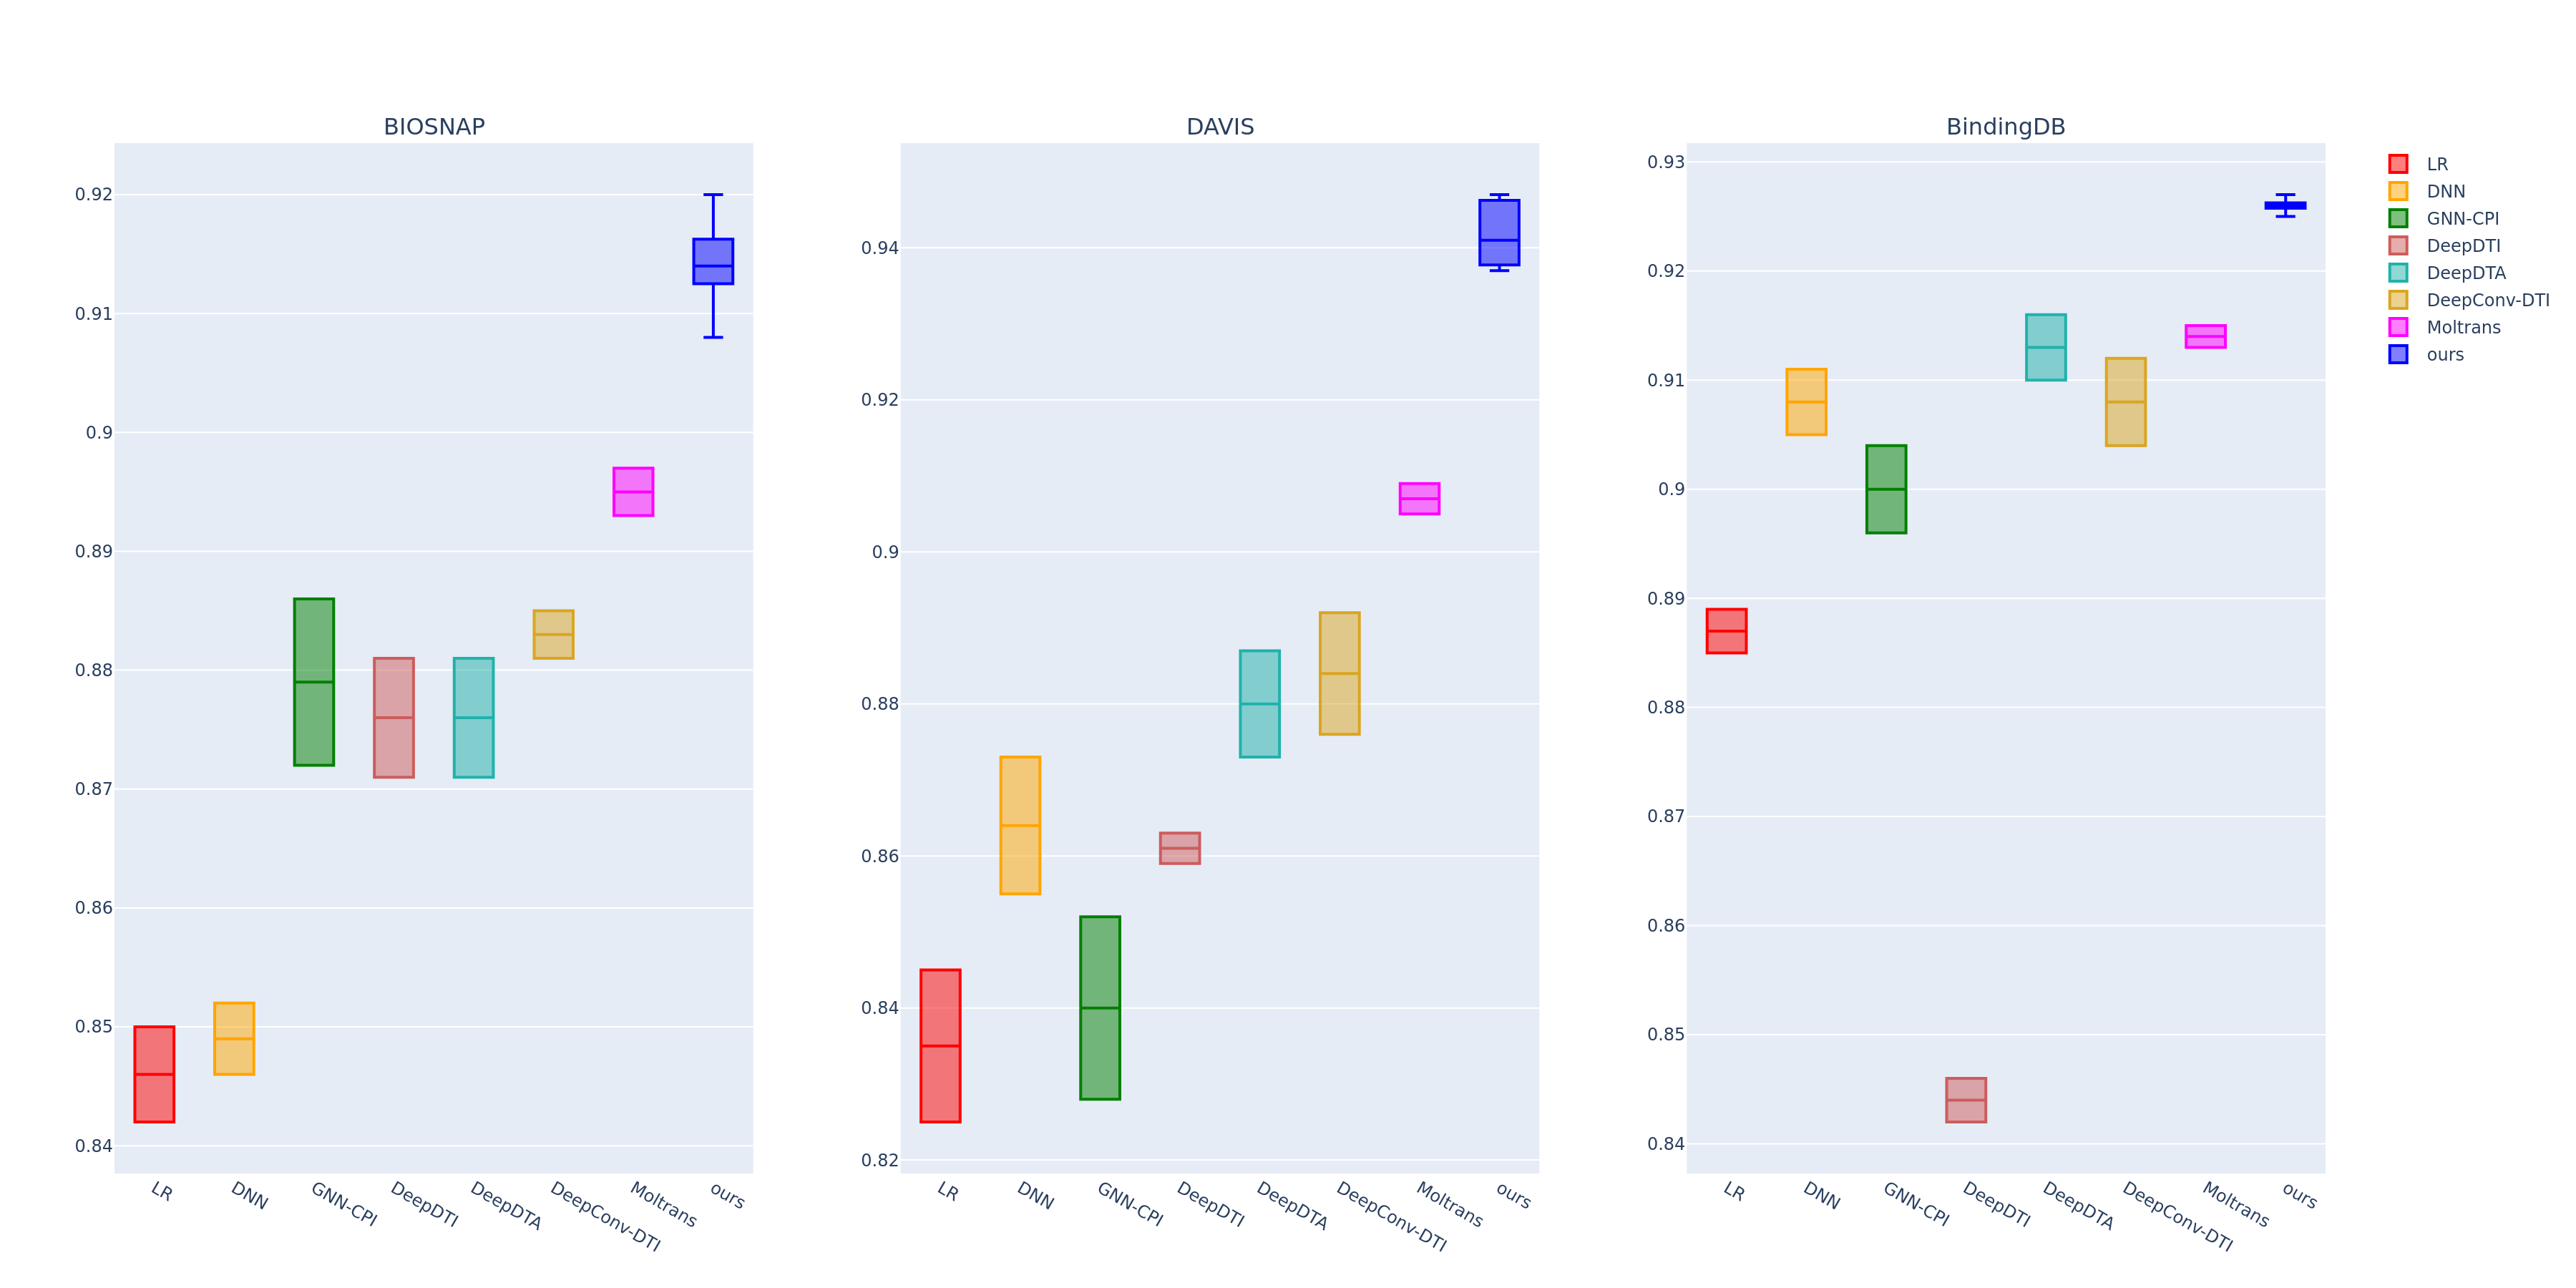 BIOSNAP
DAVIS
BindingDB
0.92
0.91
0.9
0.89
0.88
0.87
0.86
0.85
0.84
LR
DNN
GNN-CPI
DeepDTI
DeepDTA
DeepConv-DTI
Moltrans
ours
0.94
0.92
0.9
0.88
0.86
0.84
0.82
LR
DNN
GNN-CPI
DeepDTI
DeepDTA
DeepConv-DTI
Moltrans
ours
0.93
0.92
0.91
0.9
0.89
0.88
0.87
0.86
0.85
0.84
LR
DNN
GNN-CPI
DeepDTI
DeepDTA
DeepConv-DTI
Moltrans
ours
LR
DNN
GNN-CPI
DeepDTI
DeepDTA
DeepConv-DTI
Moltrans
ours